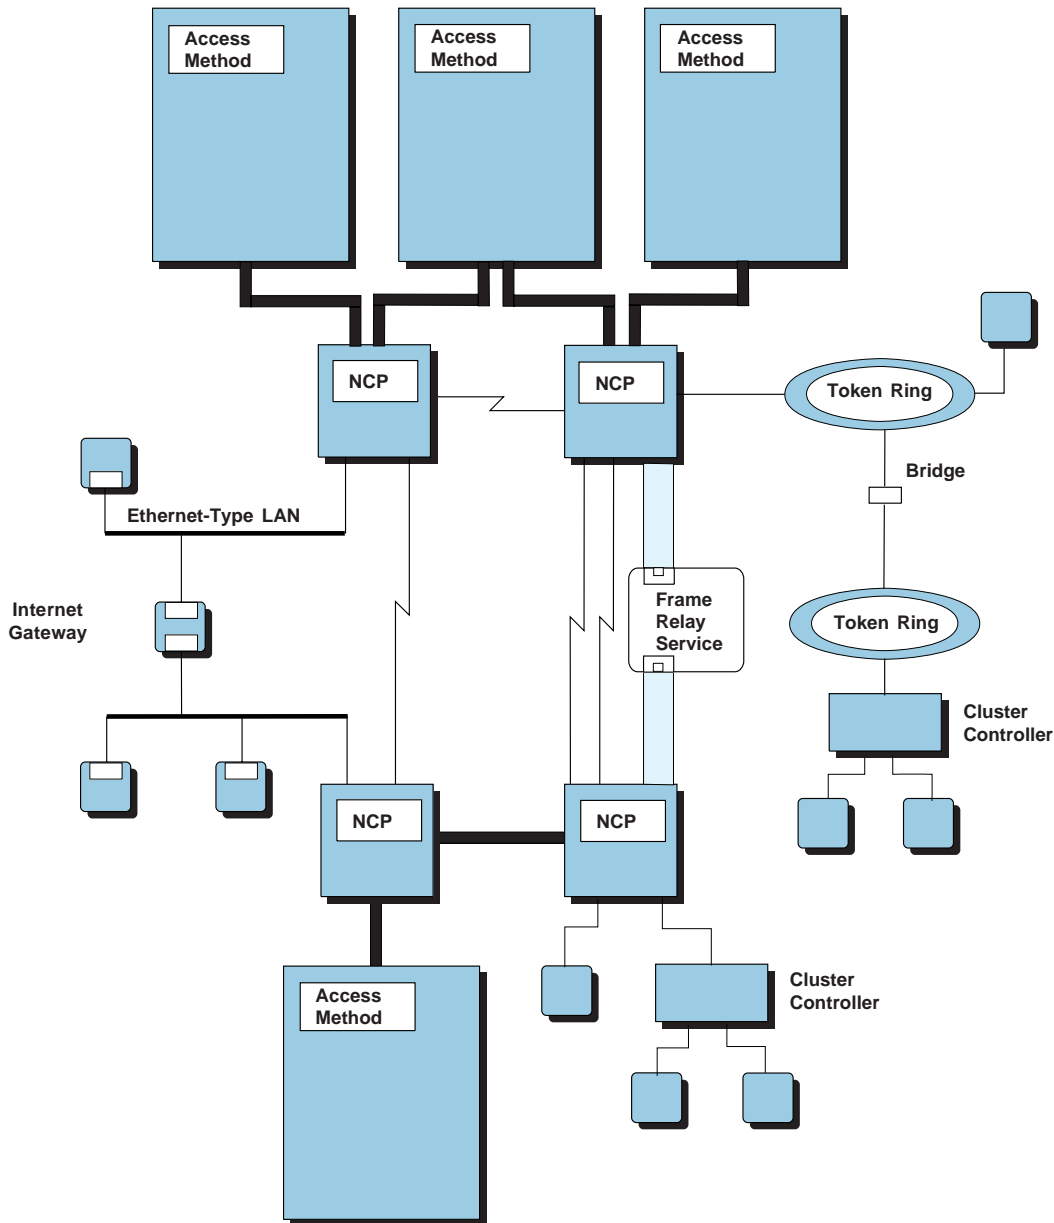 Access
Method
Access
Method
Access
Method
NCP
NCP
Token Ring
Bridge
Ethernet-Type LAN
Internet
Gateway
Frame
Relay
Service
Token Ring
Cluster
Controller
NCP
NCP
Access
Method
Cluster
Controller